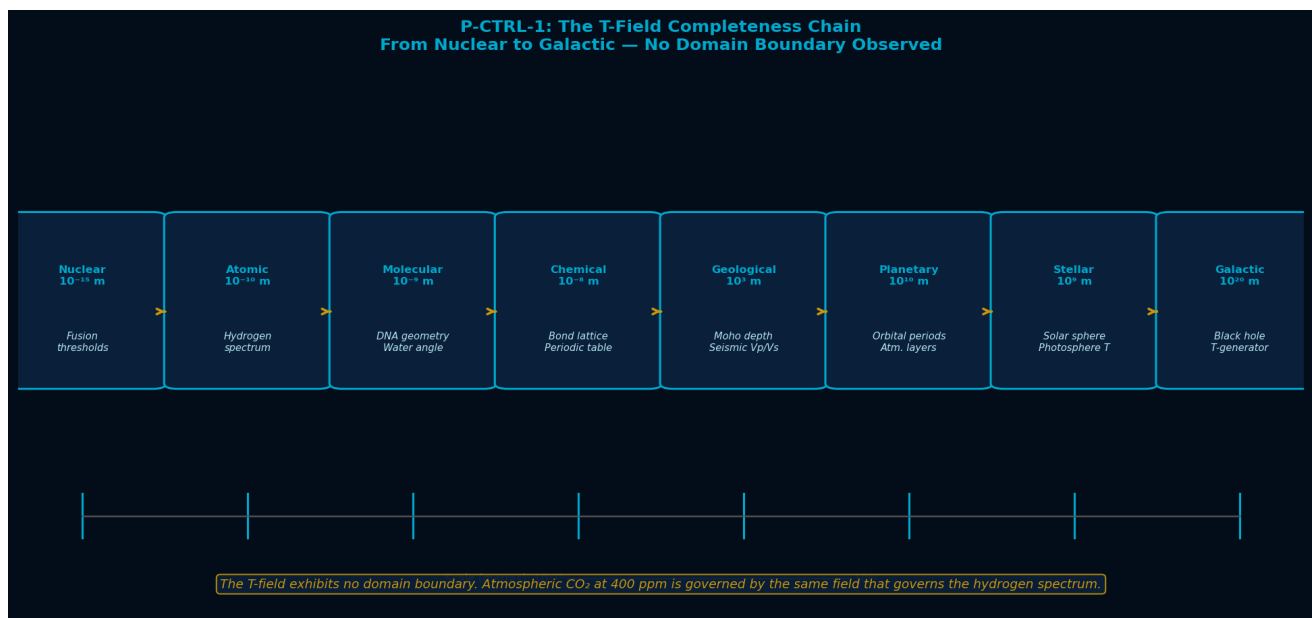 P-CTRL-1: The T-Field Completeness Chain
From Nuclear to Galactic — No Domain Boundary Observed
Nuclear
10⁻¹⁵ m
Fusion
thresholds
Atomic
10⁻¹⁰ m
Hydrogen
spectrum
Molecular
10⁻⁹ m
DNA geometry
Water angle
Chemical
10⁻⁸ m
Bond lattice
Periodic table
Geological
10³ m
Moho depth
Seismic Vp/Vs
Planetary
10¹⁰ m
Orbital periods
Atm. layers
Stellar
10⁹ m
Solar sphere
Photosphere T
Galactic
10²⁰ m
Black hole
T-generator
The T-field exhibits no domain boundary. Atmospheric CO₂ at 400 ppm is governed by the same field that governs the hydrogen spectrum.